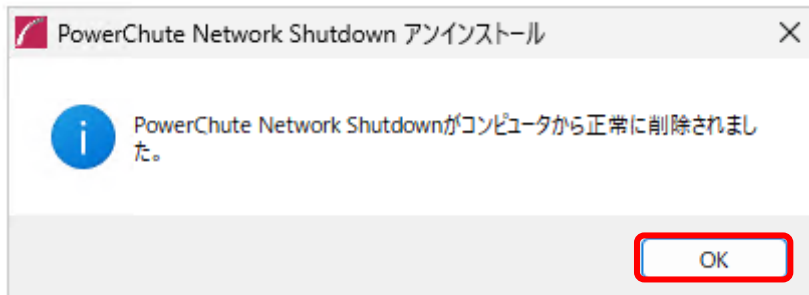 PowerChute Network Shutdown アンインストール
PowerChute Network Shutdownがコンピュータから正常に削除されまし
た。
OK